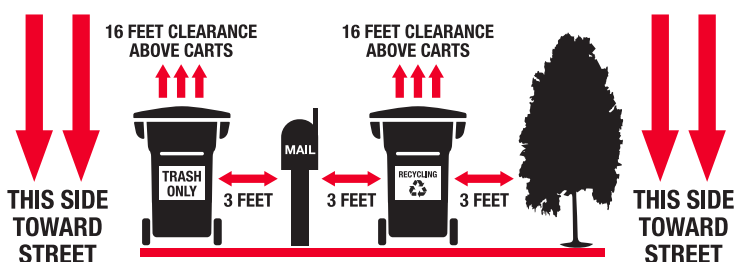 16 FEET CLEARANCE
ABOVE CARTS
16 FEET CLEARANCE
ABOVE CARTS
TRASH
ONLY
MAIL
RECYCLING
3 FEET
3 FEET
3 FEET
THIS SIDE
TOWARD
STREET
THIS SIDE
TOWARD
STREET